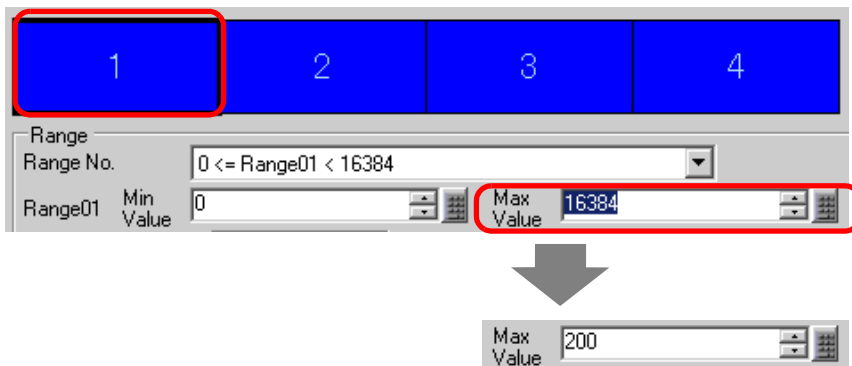 1 2 3 4
Range
Range No. 0 <= Range01 < 16384
Range01 Min Value 0 Max Value 16384
Max Value 200